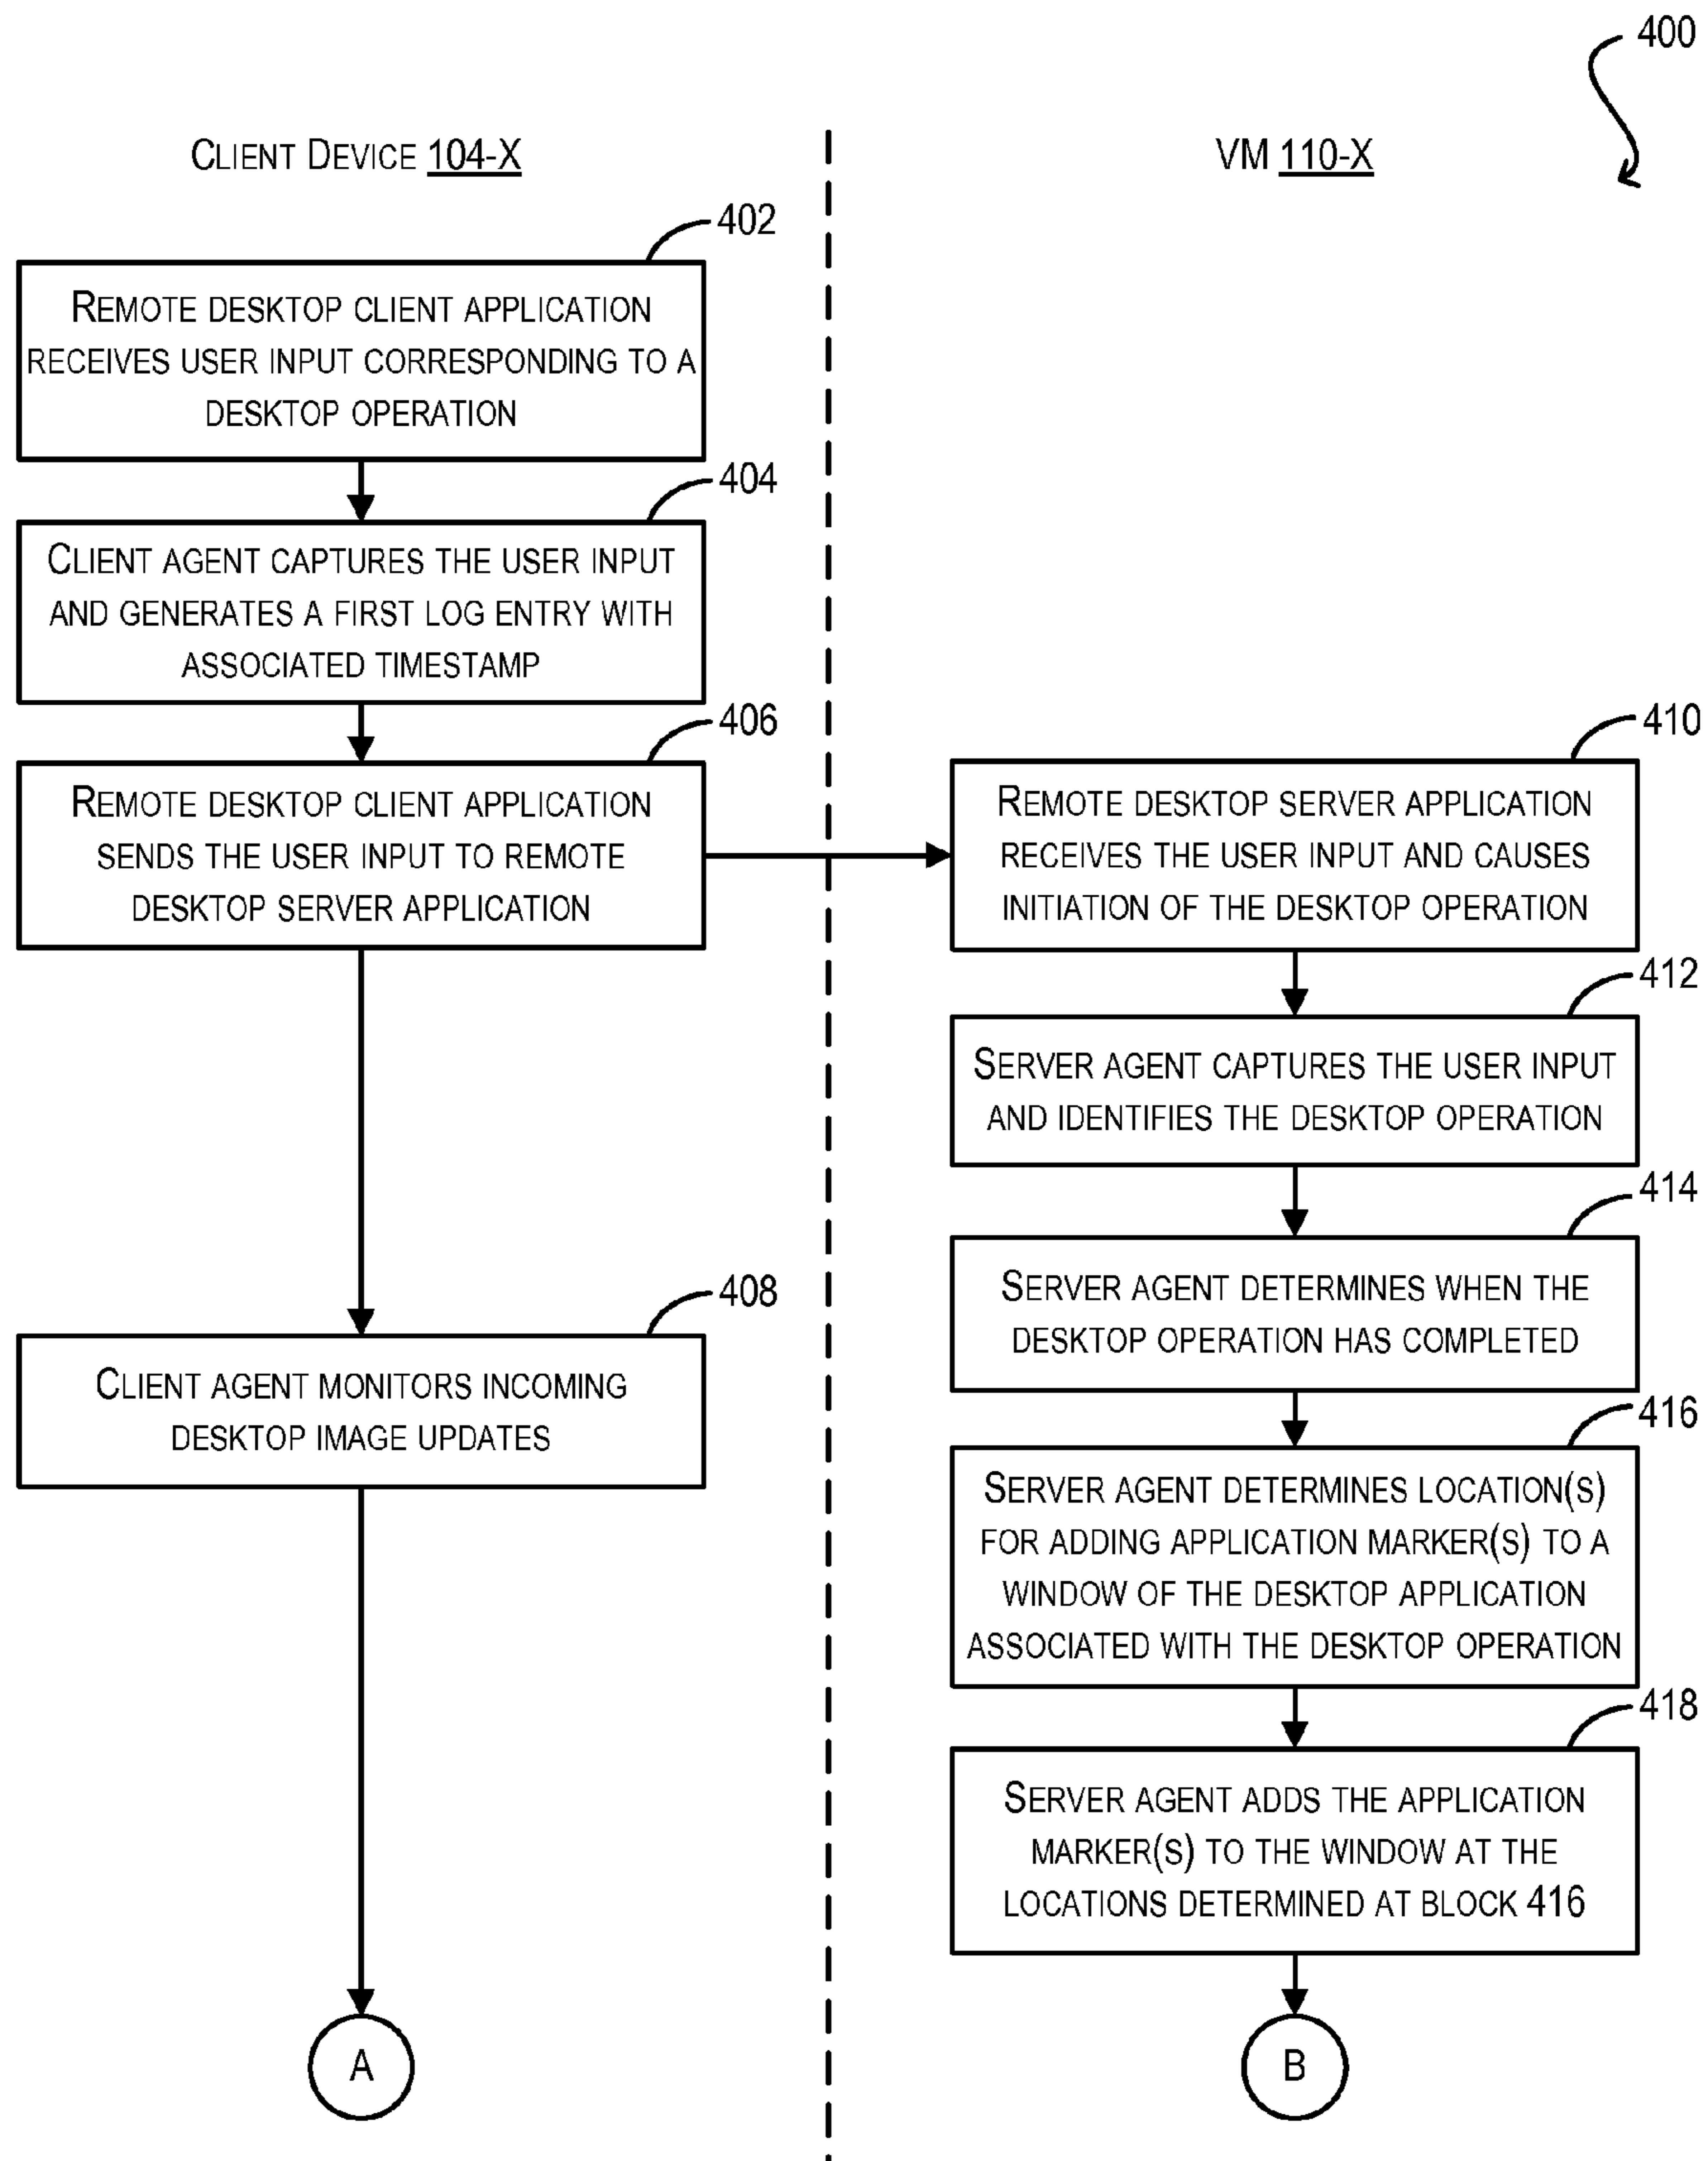 400
Client Device 104-X
VM 110-X
402
Remote desktop client application
receives user input corresponding to a
desktop operation
404
Client agent captures the user input
and generates a first log entry with
associated timestamp
406
Remote desktop client application
sends the user input to remote
desktop server application
410
Remote desktop server application
receives the user input and causes
initiation of the desktop operation
412
Server agent captures the user input
and identifies the desktop operation
414
Server agent determines when the
desktop operation has completed
408
Client agent monitors incoming
desktop image updates
416
Server agent determines location(s)
for adding application marker(s) to a
window of the desktop application
associated with the desktop operation
418
Server agent adds the application
marker(s) to the window at the
locations determined at block 416
A
B